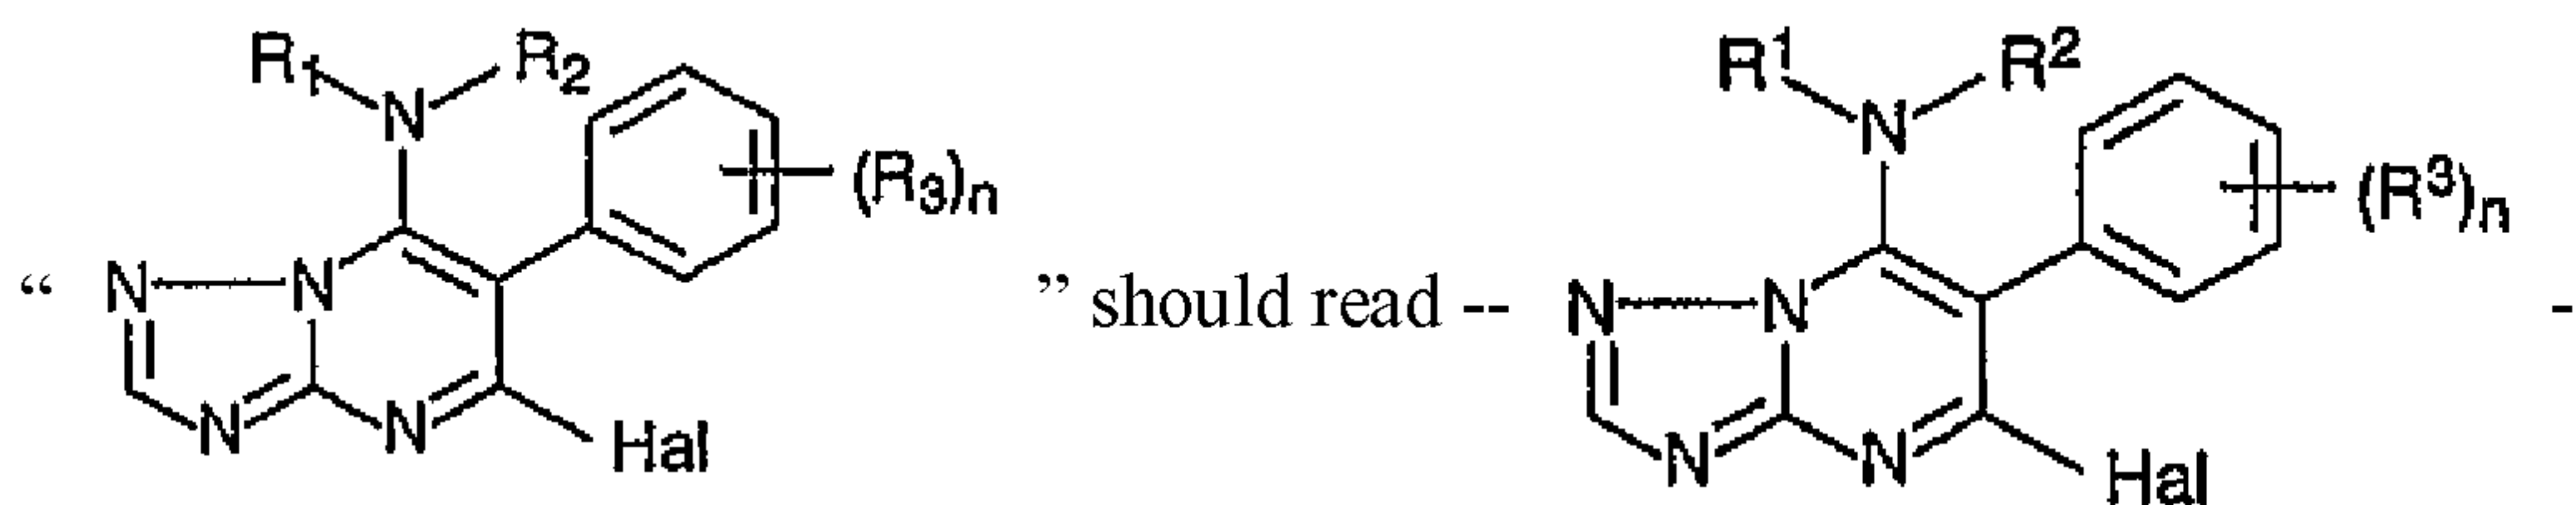 R₁ R₂ R¹ R²
N N
(R₃)ₙ (R³)ₙ
“ N N ” should read -- N N -
N N N N
Hal Hal